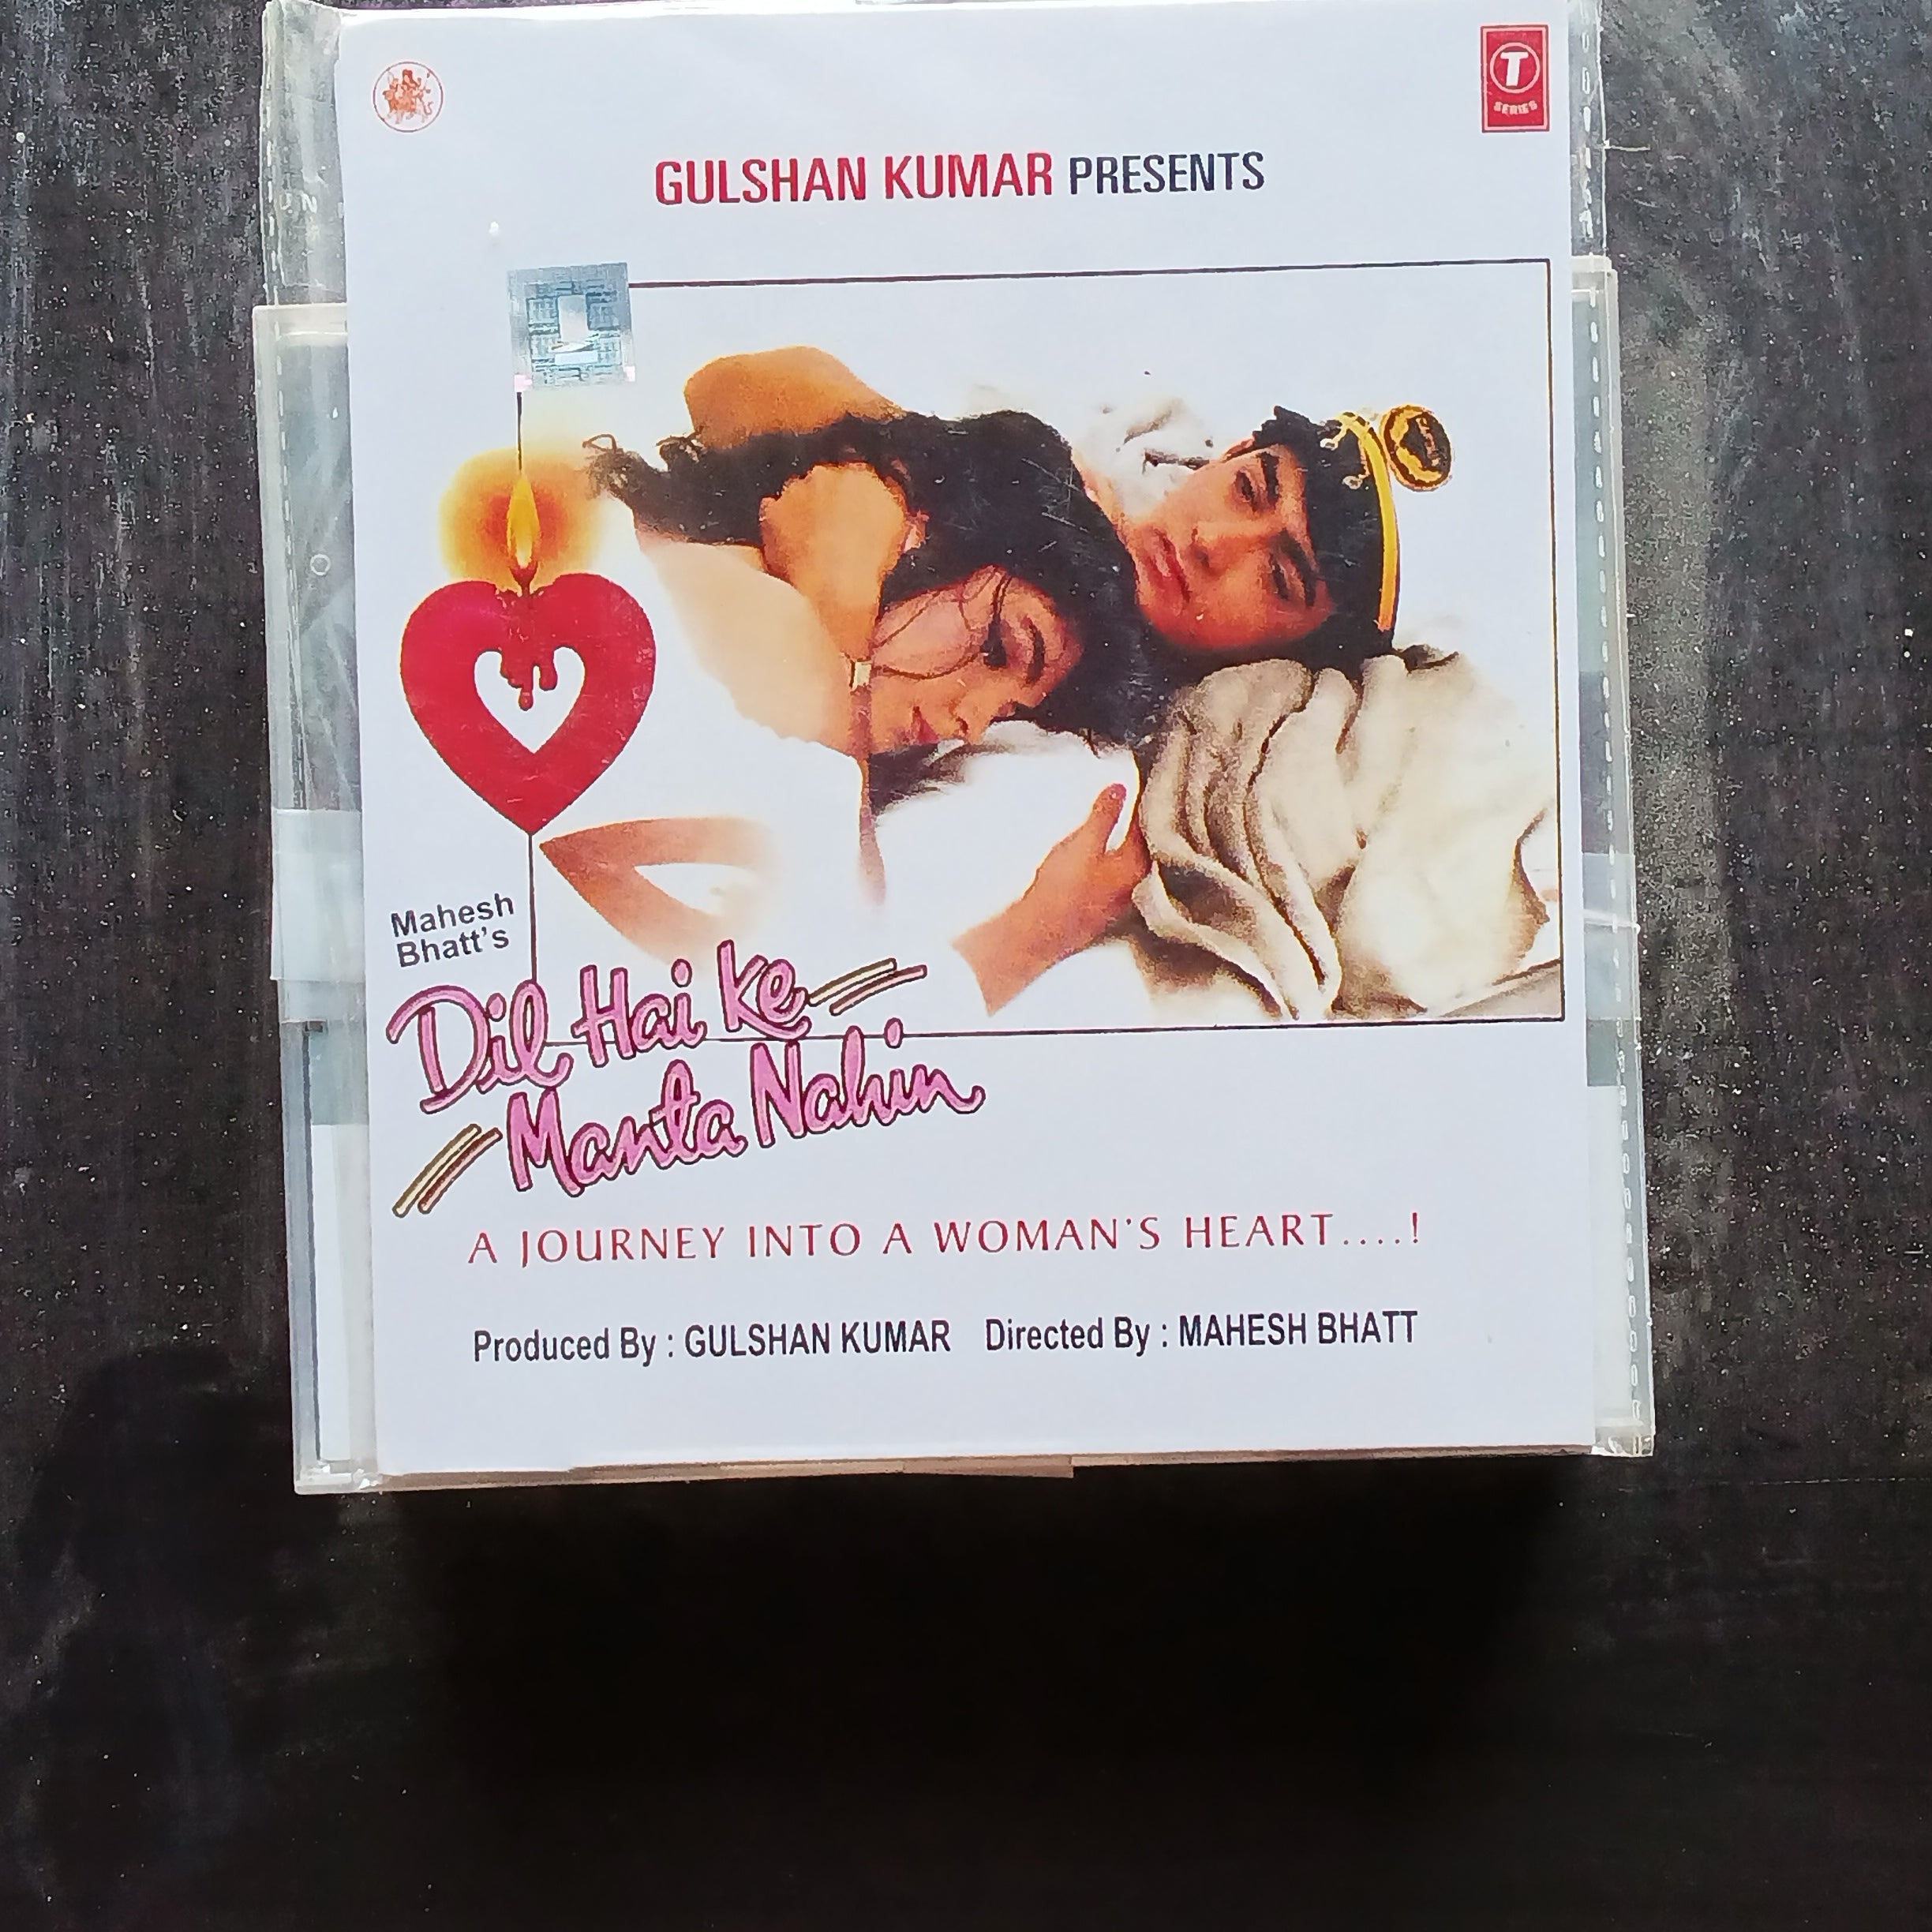 T
SERIES
GULSHAN KUMAR PRESENTS
Mahesh
Bhatt's
Dil Hai Ke
Manta Nahin
A JOURNEY INTO A WOMAN'S HEART....!
Produced By : GULSHAN KUMAR Directed By : MAHESH BHATT